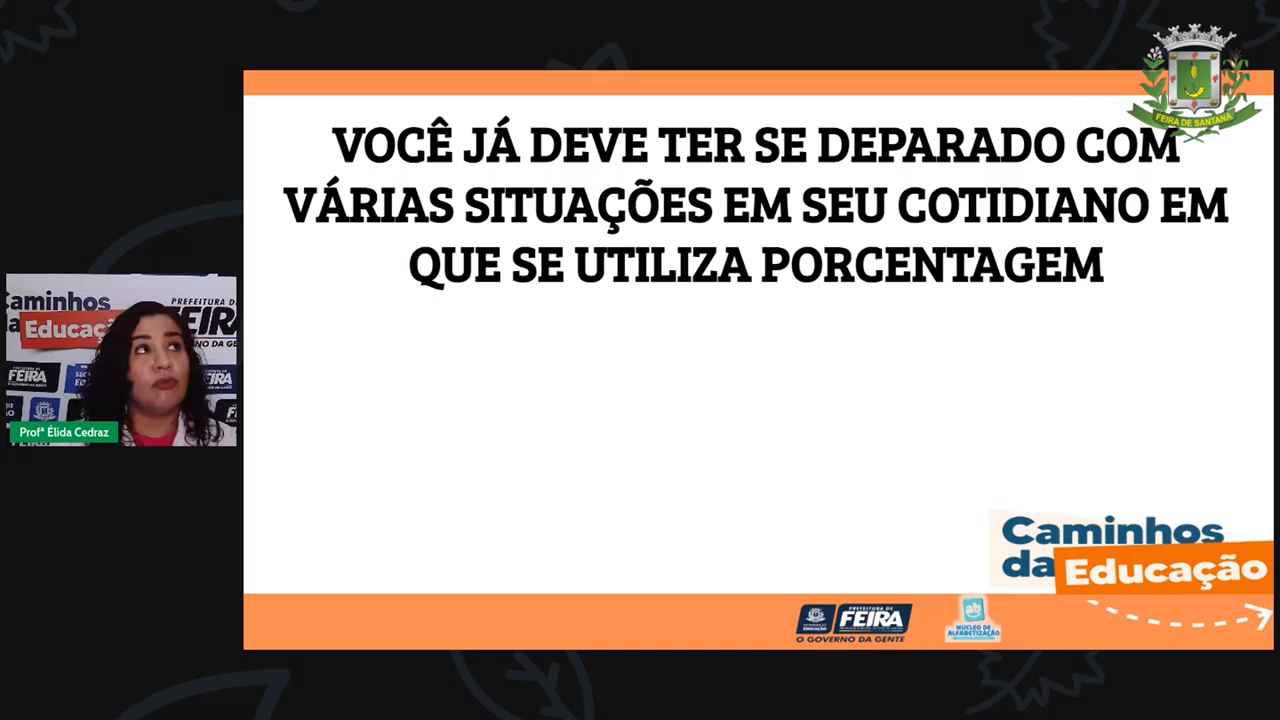 FEIRA DE SANTANA
VOCÊ JÁ DEVE TER SE DEPARADO COM
VÁRIAS SITUAÇÕES EM SEU COTIDIANO EM
QUE SE UTILIZA PORCENTAGEM
Caminhos
da Educação
PREFEITURA DE
FEIRA
O GOVERNO DA GENTE
NÚCLEO DE
ALFABETIZAÇÃO
Profª Élida Cedraz